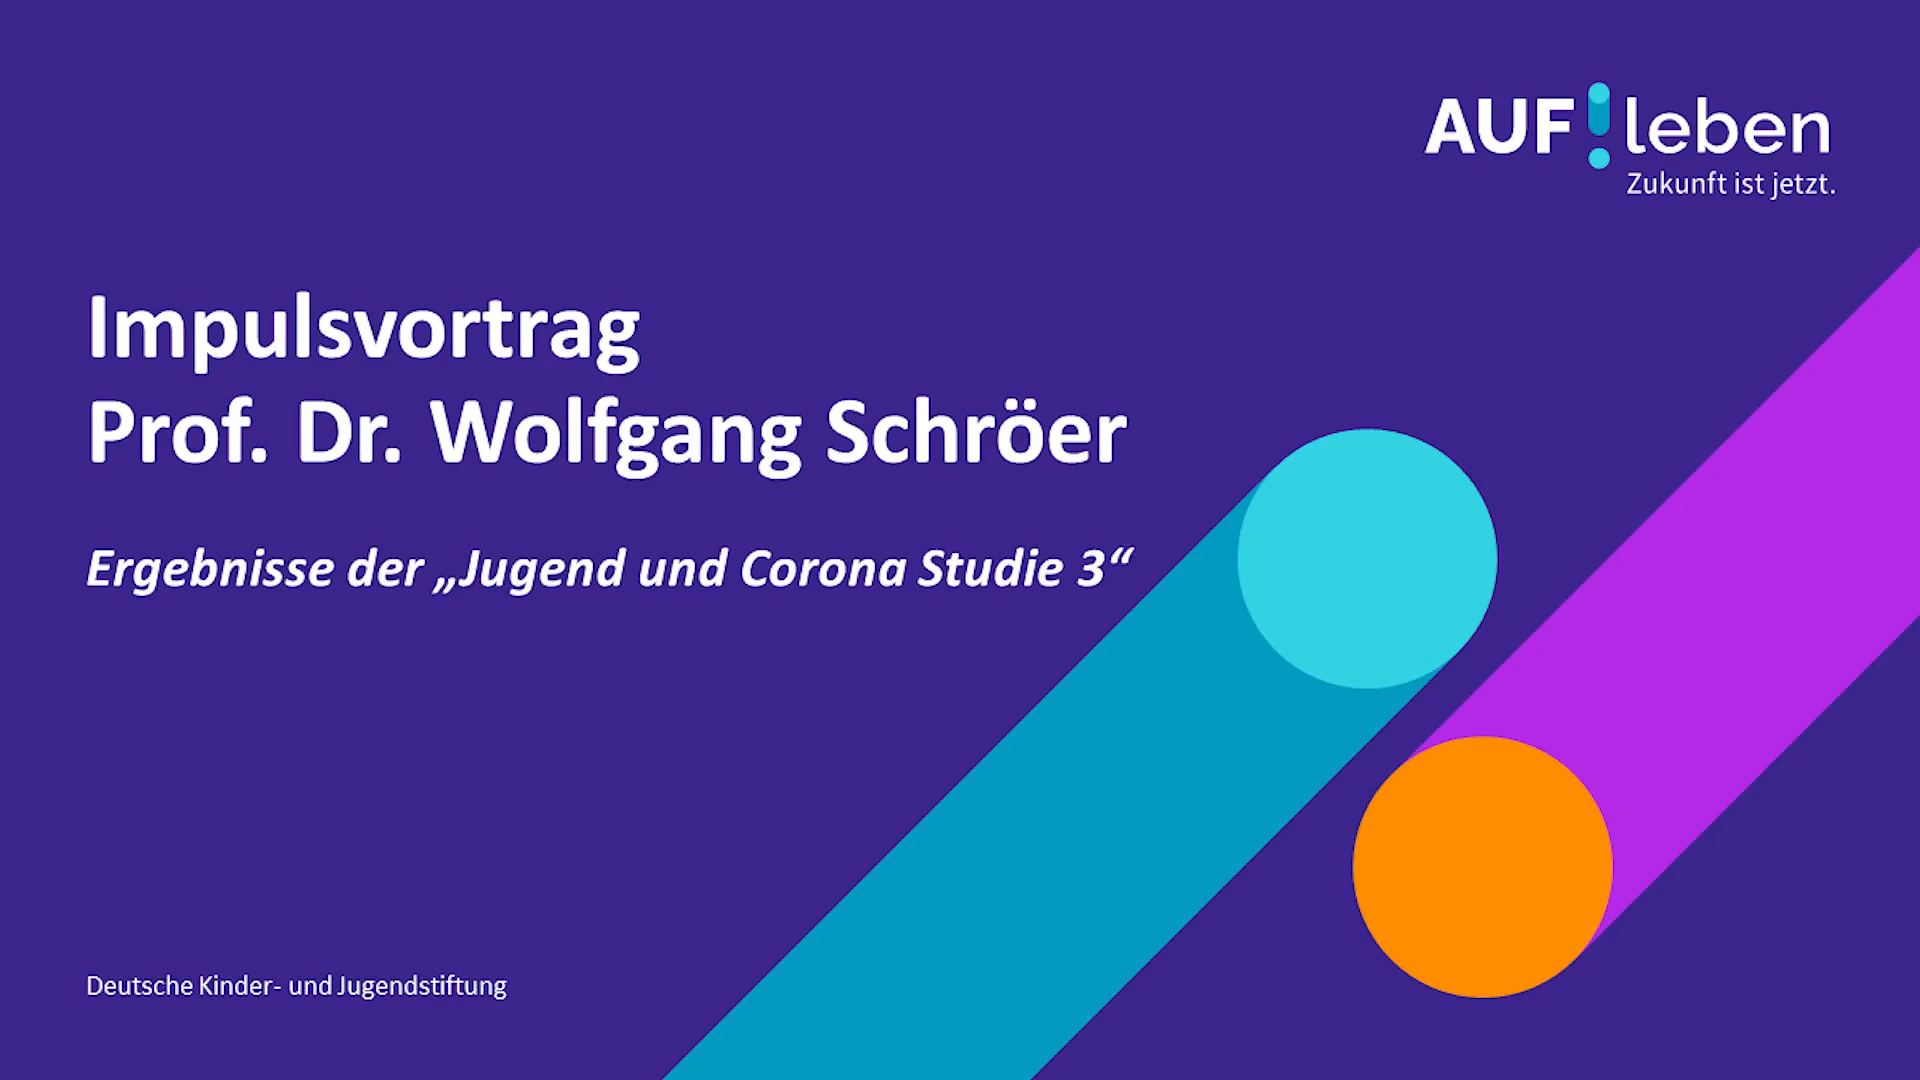 AUF!leben
Zukunft ist jetzt.
Impulsvortrag
Prof. Dr. Wolfgang Schröer
Ergebnisse der „Jugend und Corona Studie 3“
Deutsche Kinder- und Jugendstiftung